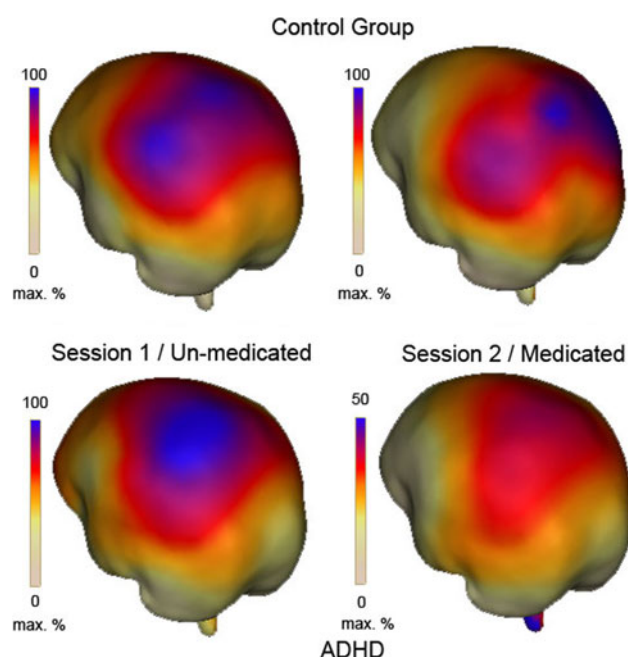 Control Group
100
100
0
0
max. %
max. %
Session 1 / Un-medicated
Session 2 / Medicated
100
50
0
0
max. %
max. %
ADHD